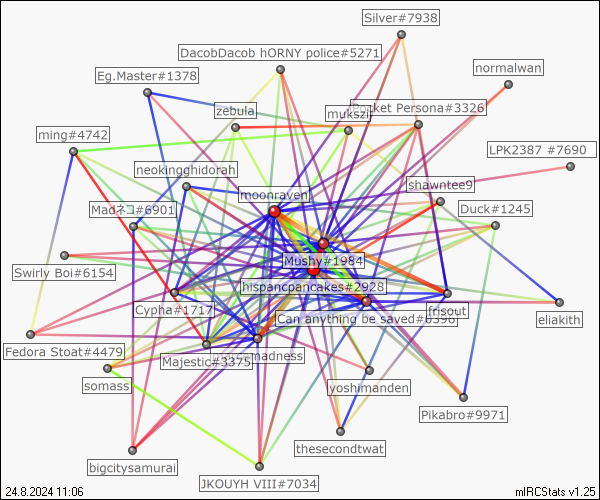 Silver#7938
DacobDacob hORNY police#5271
normalwan
Eg.Master#1378
zebula
mukszi
Pocket Persona#3326
ming#4742
LPK2387 #7690
neokingghidorah
moonraven
shawntee9
Madネコ#6901
Duck#1245
Mushy#1984
Swirly Boi#6154
hispancpancakes#2928
Cypha#1717
Can anything be saved#6398
frisout
eliakith
Fedora Stoat#4479
Majestic#3375
madness
somass
yoshimanden
Pikabro#9971
thesecondtwat
bigcitysamurai
JKOUYH VIII#7034
24.8.2024 11:06
mIRCStats v1.25